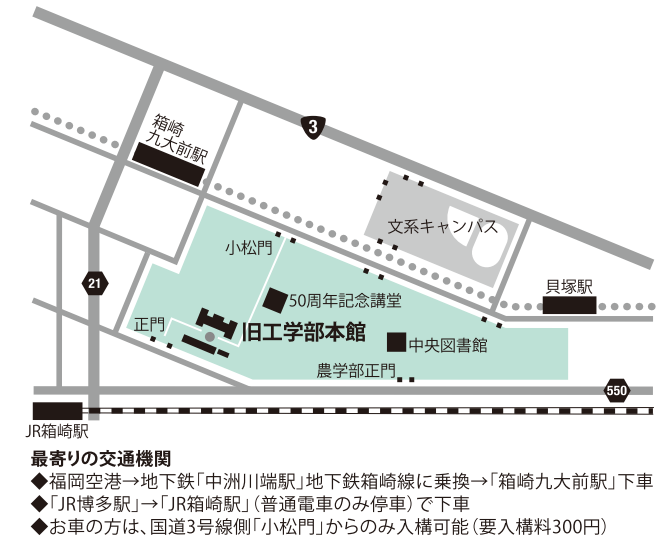 3
箱崎
九大前駅
文系キャンパス
小松門
貝塚駅
21
50周年記念講堂
正門
旧工学部本館
中央図書館
農学部正門
550
JR箱崎駅
最寄りの交通機関
◆福岡空港→地下鉄「中洲川端駅」地下鉄箱崎線に乗換→「箱崎九大前駅」下車
◆「JR博多駅」→「JR箱崎駅」(普通電車のみ停車)で下車
◆お車の方は、国道3号線側「小松門」からのみ入構可能(要入構料300円)